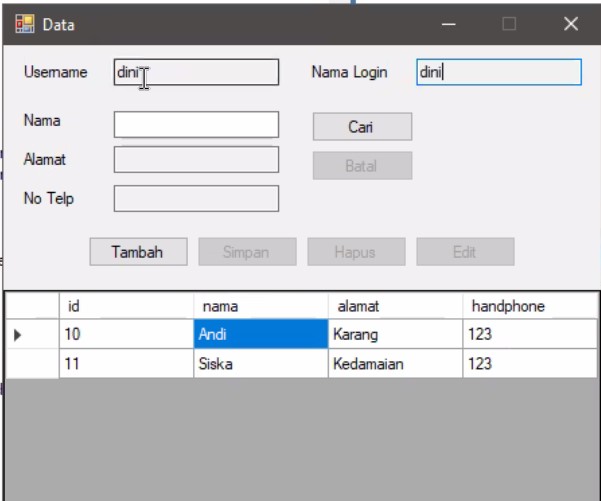 Data
Username dini Nama Login dini
Nama Cari
Alamat Batal
No Telp
Tambah Simpan Hapus Edit
id nama alamat handphone
10 Andi Karang 123
11 Siska Kedamaian 123